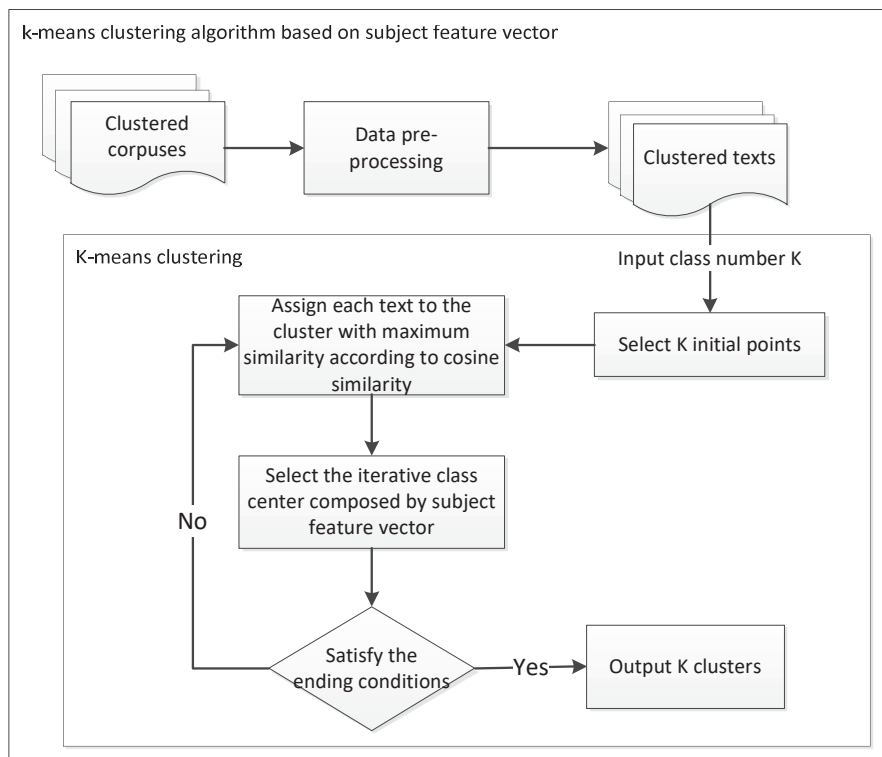 k-means clustering algorithm based on subject feature vector
Clustered
corpuses
Data pre-
processing
Clustered texts
Input class number K
K-means clustering
Select K initial points
Assign each text to the
cluster with maximum
similarity according to cosine
similarity
Select the iterative class
center composed by subject
feature vector
No
Satisfy the
ending conditions
Yes
Output K clusters